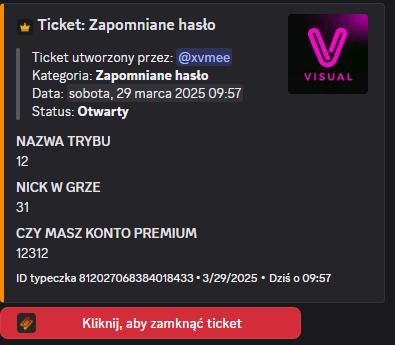 Ticket: Zapomniane hasło
Ticket utworzony przez: @xvmee
Kategoria: Zapomniane hasło
Data: sobota, 29 marca 2025 09:57
Status: Otwarty
VISUAL
NAZWA TRYBU
12
NICK W GRZE
31
CZY MASZ KONTO PREMIUM
12312
ID typeczka 812027068384018433 • 3/29/2025 • Dziś o 09:57
Kliknij, aby zamknąć ticket